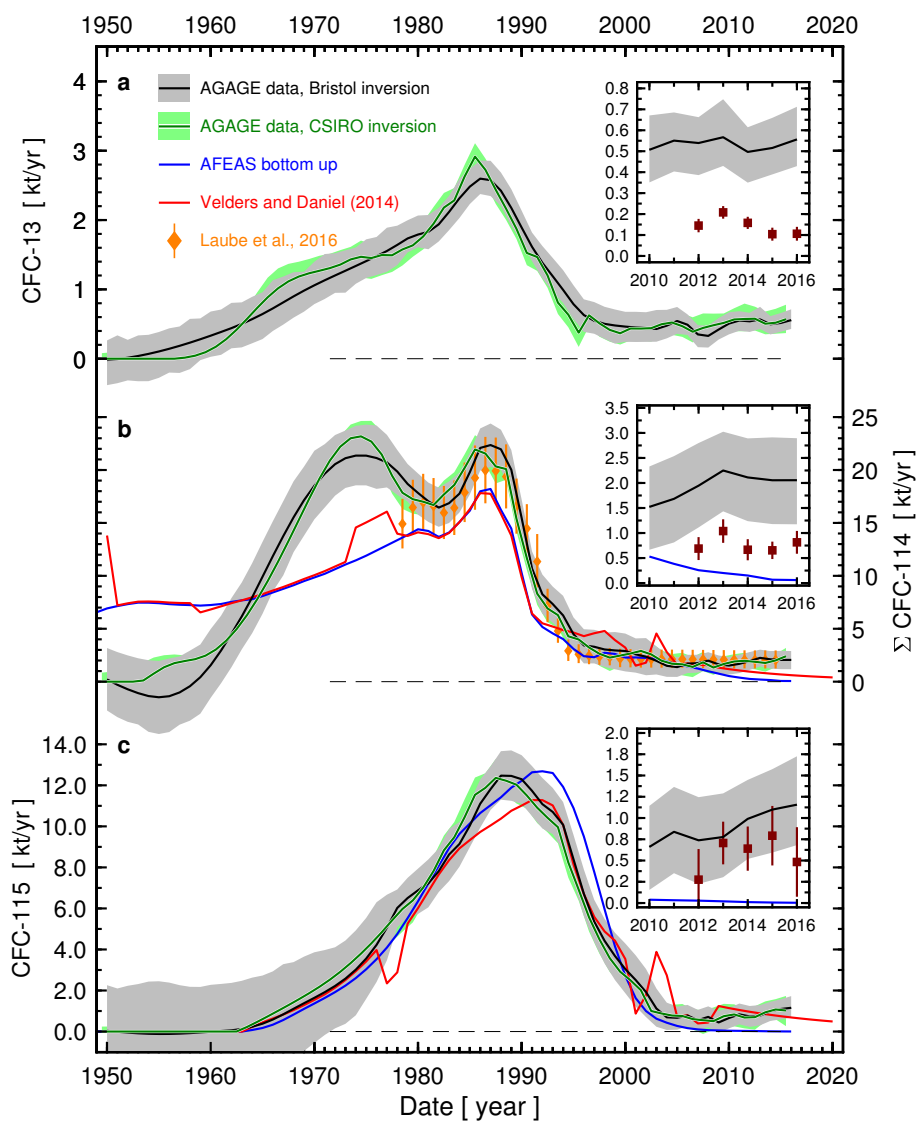 1950 1960 1970 1980 1990 2000 2010 2020
a
AGAGE data, Bristol inversion
AGAGE data, CSIRO inversion
AFEAS bottom up
Velders and Daniel (2014)
Laube et al., 2016
CFC-13 [ kt/yr]
4
3
2
1
0
0.8
0.7
0.6
0.5
0.4
0.3
0.2
0.1
0.0
2010 2012 2014 2016
b
3.5
3.0
2.5
2.0
1.5
1.0
0.5
0.0
2010 2012 2014 2016
25
20
15
10
5
0
Σ CFC-114 [ kt/yr]
c
CFC-115 [ kt/yr]
14.0
12.0
10.0
8.0
6.0
4.0
2.0
0.0
2.0
1.8
1.5
1.2
1.0
0.8
0.5
0.2
0.0
2010 2012 2014 2016
1950 1960 1970 1980 1990 2000 2010 2020
Date [ year ]